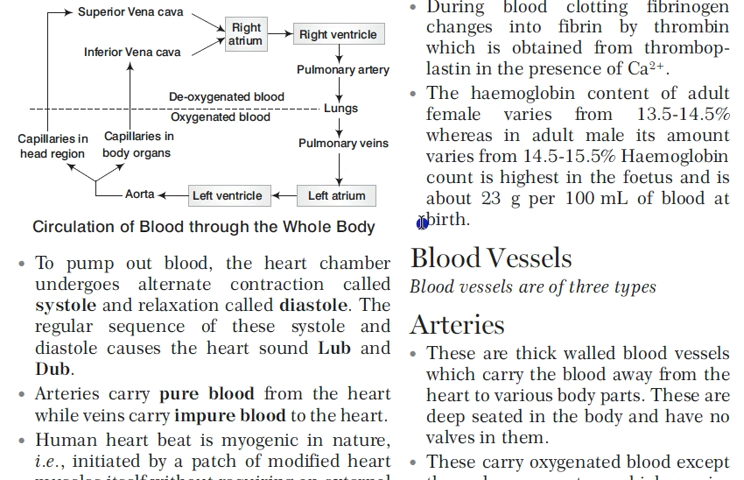 Superior Vena cava
Right
atrium
Right ventricle
Inferior Vena cava
Pulmonary artery
De-oxygenated blood
Lungs
Oxygenated blood
Capillaries in
head region
Capillaries in
body organs
Pulmonary veins
Aorta
Left ventricle
Left atrium
Circulation of Blood through the Whole Body
• To pump out blood, the heart chamber
undergoes alternate contraction called
systole and relaxation called diastole. The
regular sequence of these systole and
diastole causes the heart sound Lub and
Dub.
• Arteries carry pure blood from the heart
while veins carry impure blood to the heart.
• Human heart beat is myogenic in nature,
i.e., initiated by a patch of modified heart
• During blood clotting fibrinogen
changes into fibrin by thrombin
which is obtained from thrombop-
lastin in the presence of Ca²⁺.
• The haemoglobin content of adult
female varies from 13.5-14.5%
whereas in adult male its amount
varies from 14.5-15.5% Haemoglobin
count is highest in the foetus and is
about 23 g per 100 mL of blood at
birth.
Blood Vessels
Blood vessels are of three types
Arteries
• These are thick walled blood vessels
which carry the blood away from the
heart to various body parts. These are
deep seated in the body and have no
valves in them.
• These carry oxygenated blood except